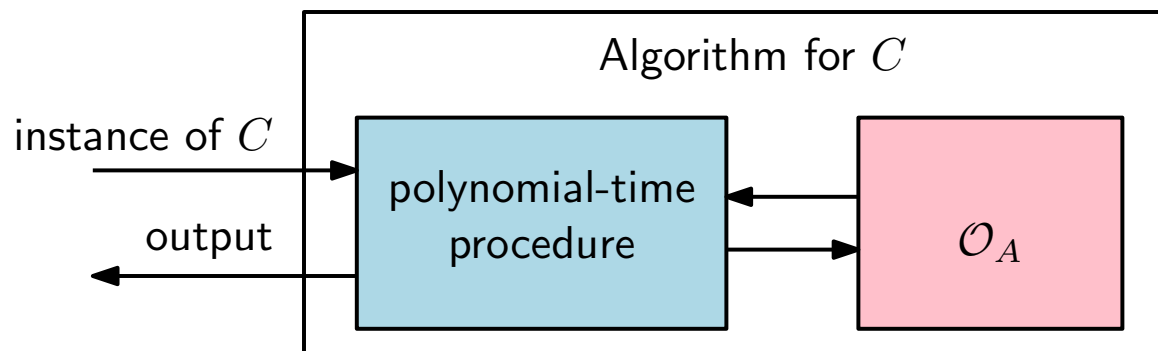 Algorithm for C
instance of C
polynomial-time
procedure
output
𝒪_A